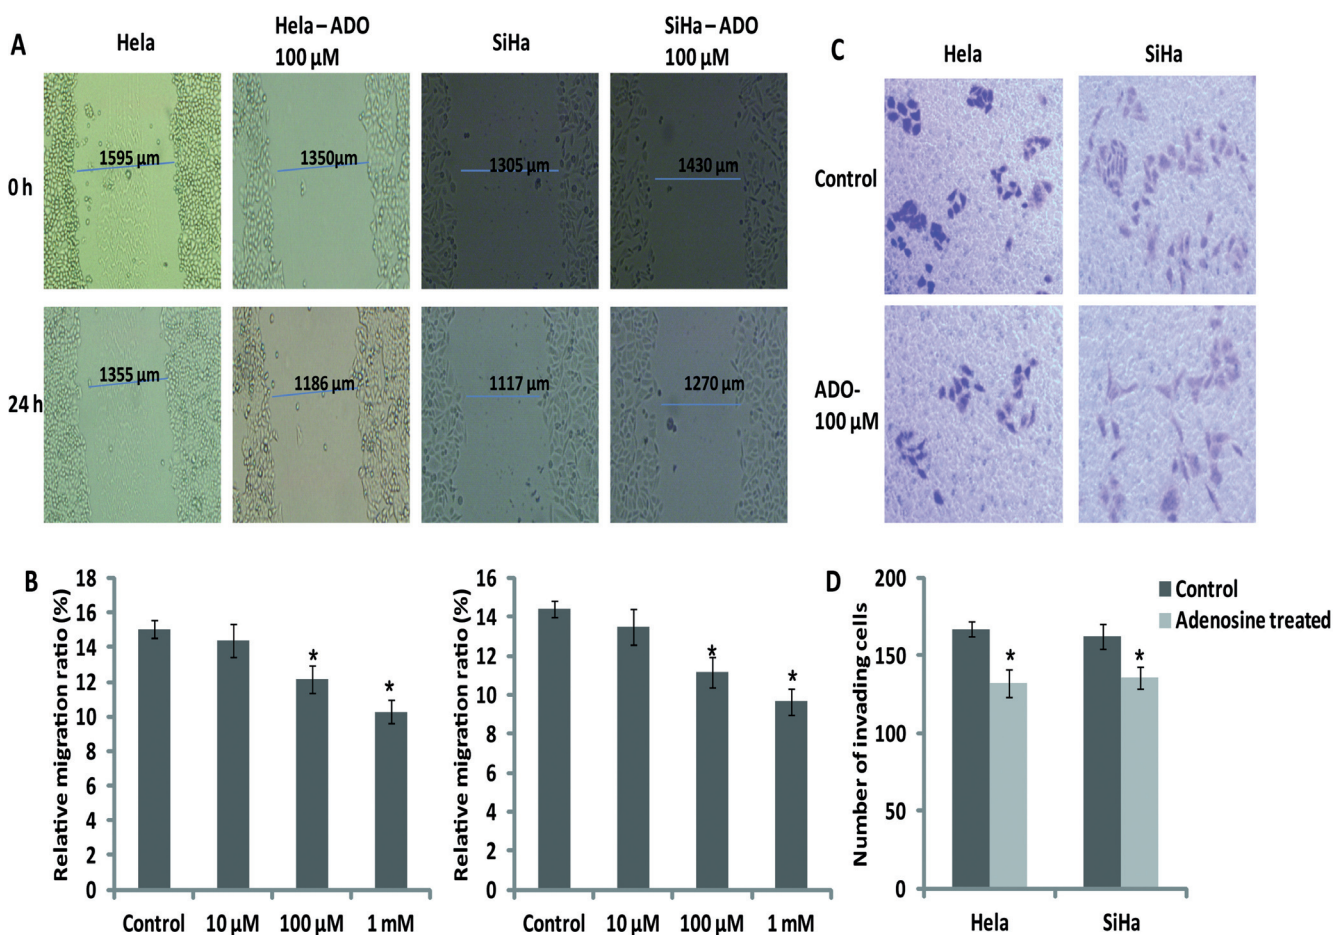 A
Hela
Hela – ADO
100 µM
SiHa
SiHa – ADO
100 µM
0 h
1595 µm
1350µm
1305 µm
1430 µm
24 h
1355 µm
1186 µm
1117 µm
1270 µm
C
Hela
SiHa
Control
ADO-
100 µM
B
Relative migration ratio (%)
18
16
14
12
10
8
6
4
2
0
*
*
Control
10 µM
100 µM
1 mM
Relative migration ratio (%)
16
14
12
10
8
6
4
2
0
*
*
Control
10 µM
100 µM
1 mM
D
Number of invading cells
200
150
100
50
0
*
*
Control
Adenosine treated
Hela
SiHa